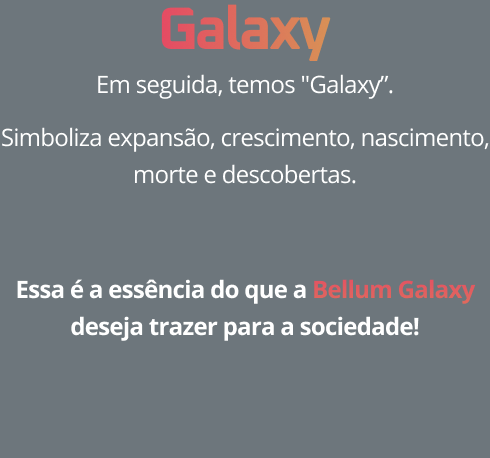 Galaxy
Em seguida, temos "Galaxy”.
Simboliza expansão, crescimento, nascimento,
morte e descobertas.
Essa é a essência do que a Bellum Galaxy
deseja trazer para a sociedade!